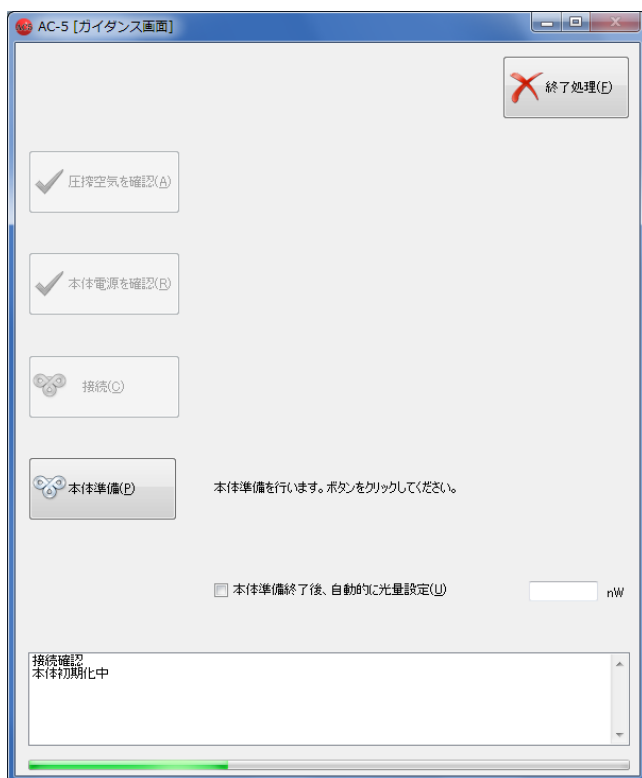 AC-5 [ガイダンス画面]
終了処理(F)
圧搾空気を確認(A)
本体電源を確認(R)
接続(C)
本体準備(P)
本体準備を行います。ボタンをクリックしてください。
本体準備終了後、自動的に光量設定(U)
nW
接続確認
本体初期化中